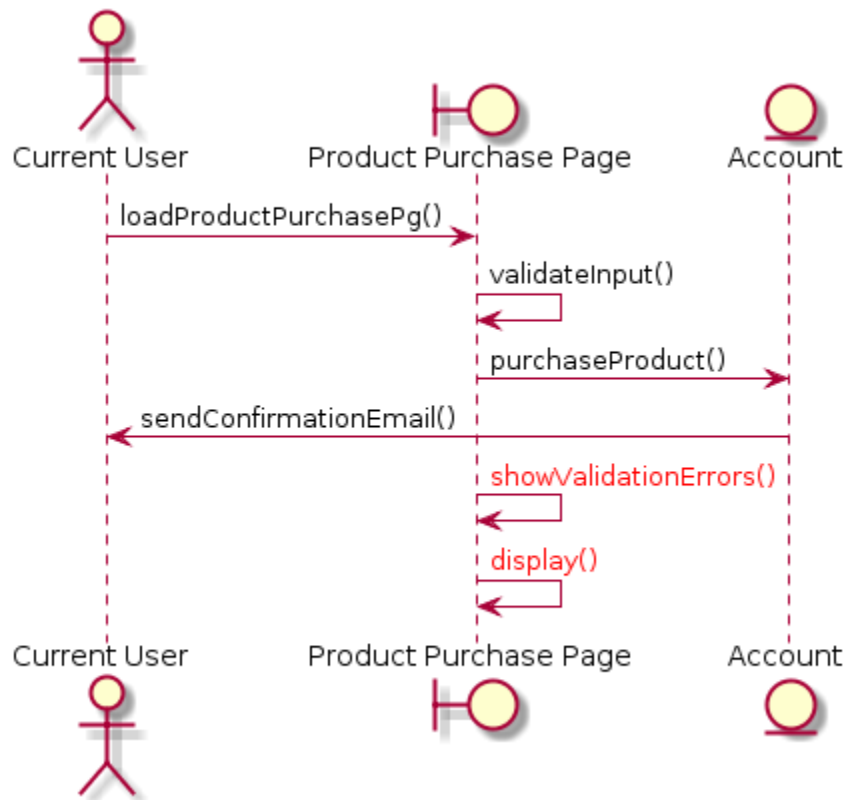 Current User
Product Purchase Page
Account
loadProductPurchasePg()
validateInput()
purchaseProduct()
sendConfirmationEmail()
showValidationErrors()
display()
Current User
Product Purchase Page
Account